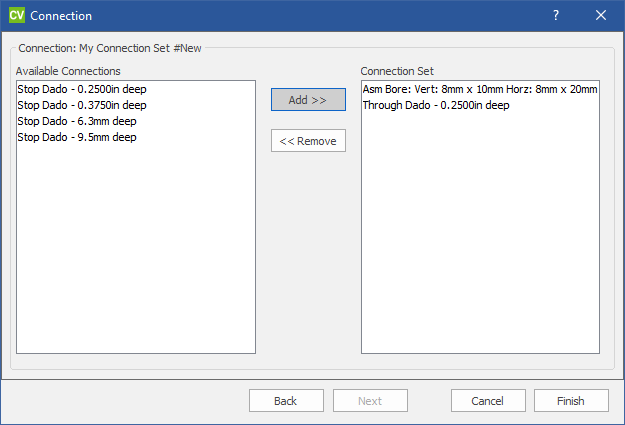 CV Connection ?
Connection: My Connection Set #New
Available Connections
Stop Dado - 0.2500in deep
Stop Dado - 0.3750in deep
Stop Dado - 6.3mm deep
Stop Dado - 9.5mm deep
Add >>
<< Remove
Connection Set
Asm Bore: Vert: 8mm x 10mm Horz: 8mm x 20mm
Through Dado - 0.2500in deep
Back Next Cancel Finish